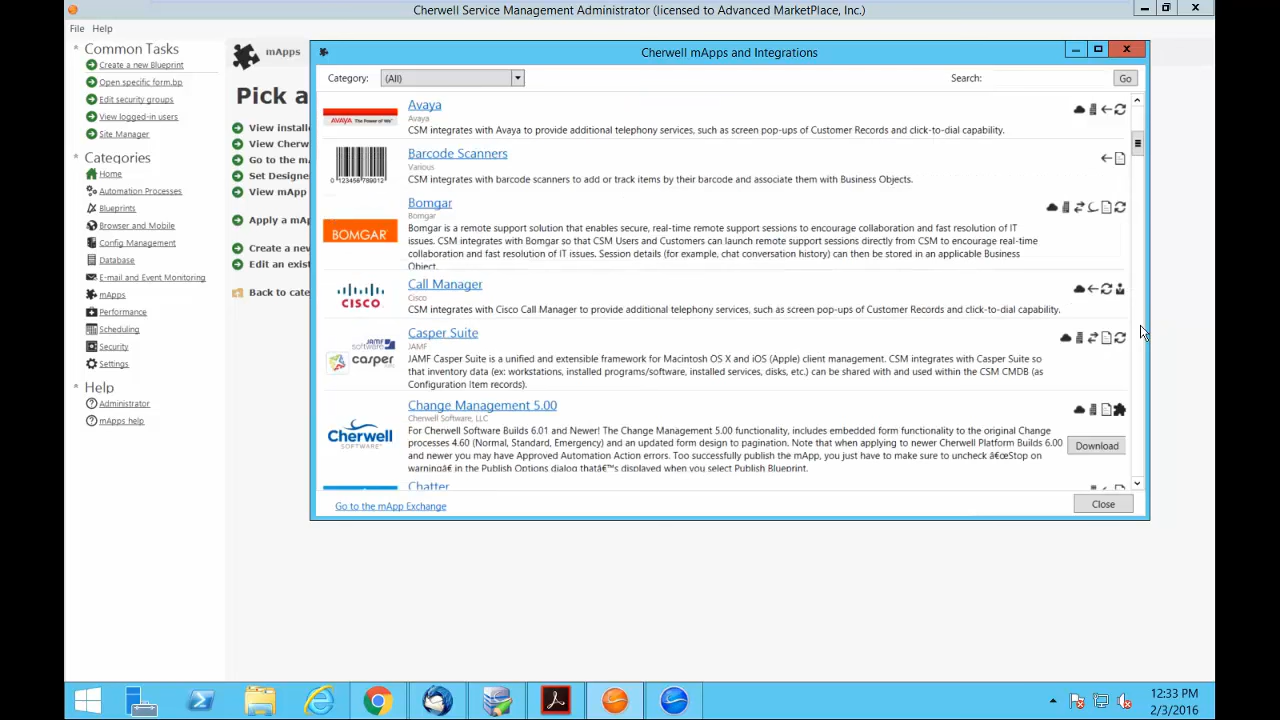 Cherwell Service Management Administrator (licensed to Advanced MarketPlace, Inc.)
File Help
Common Tasks
Create a new Blueprint
Open specific form.bp
Edit security groups
View logged-in users
Site Manager
Categories
Home
Automation Processes
Blueprints
Browser and Mobile
Config Management
Database
E-mail and Event Monitoring
mApps
Performance
Scheduling
Security
Settings
Help
Administrator
mApps help
mApps
Pick a
View install
View Cherw
Go to the m
Set Designe
View mApp
Apply a mAp
Create a new
Edit an exist
Back to cate
Cherwell mApps and Integrations
Category: (All) Search: Go
AVAYA The Power of We™
Avaya
Avaya
CSM integrates with Avaya to provide additional telephony services, such as screen pop-ups of Customer Records and click-to-dial capability.
0 123456 789012
Barcode Scanners
Various
CSM integrates with barcode scanners to add or track items by their barcode and associate them with Business Objects.
BOMGAR
Bomgar
Bomgar
Bomgar is a remote support solution that enables secure, real-time remote support sessions to encourage collaboration and fast resolution of IT
issues. CSM integrates with Bomgar so that CSM Users and Customers can launch remote support sessions directly from CSM to encourage real-time
collaboration and fast resolution of IT issues. Session details (for example, chat conversation history) can then be stored in an applicable Business
Object.
CISCO
Call Manager
Cisco
CSM integrates with Cisco Call Manager to provide additional telephony services, such as screen pop-ups of Customer Records and click-to-dial capability.
JAMF software
casper
Casper Suite
JAMF
JAMF Casper Suite is a unified and extensible framework for Macintosh OS X and iOS (Apple) client management. CSM integrates with Casper Suite so
that inventory data (ex: workstations, installed programs/software, installed services, disks, etc.) can be shared with and used within the CSM CMDB (as
Configuration Item records).
Cherwell
SOFTWARE
Change Management 5.00
Cherwell Software, LLC
For Cherwell Software Builds 6.01 and Newer! The Change Management 5.00 functionality, includes embedded form functionality to the original Change
processes 4.60 (Normal, Standard, Emergency) and an updated form design to pagination. Note that when applying to newer Cherwell Platform Builds 6.00
and newer you may have Approved Automation Action errors. Too successfully publish the mApp, you just have to make sure to uncheck â€œStop on
warningâ€ in the Publish Options dialog thatâ€™s displayed when you select Publish Blueprint.
Download
Chatter
Go to the mApp Exchange
Close
12:33 PM
2/3/2016